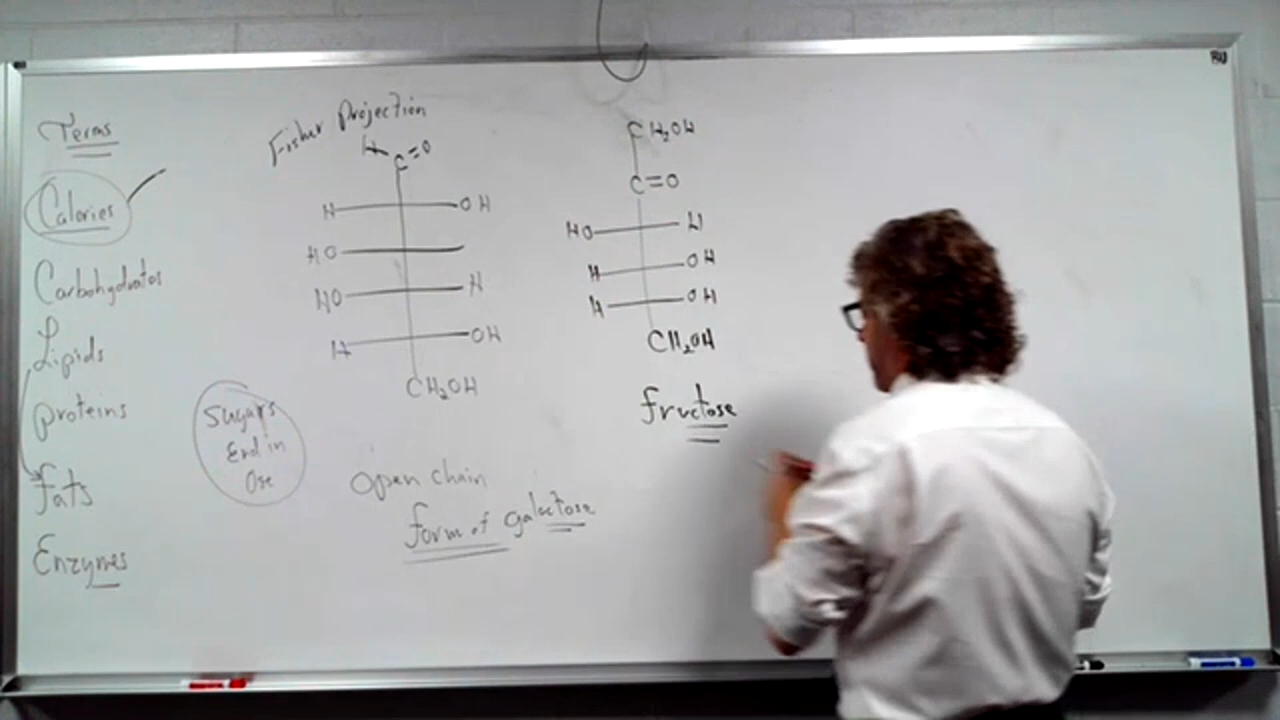 Terms
Calories
Carbohydrates
Lipids
proteins
fats
Enzymes
Fisher Projection
H C=O
H OH
HO
HO H
H OH
CH₂OH
Sugars
End in
Ose
open chain
form of galactose
CH₂OH
C=O
HO H
H OH
H OH
CH₂OH
fructose